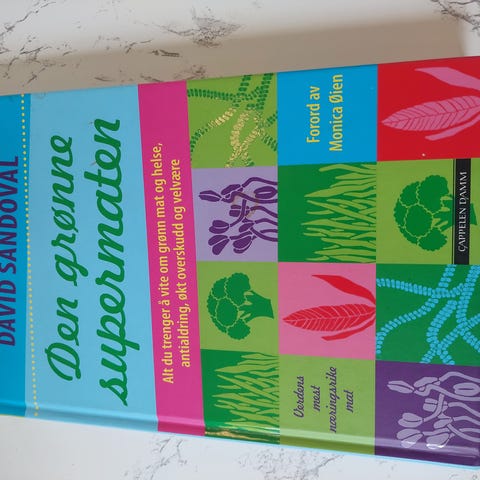 DAVID SANDOVAL
Den grønne
supermaten
Alt du trenger å vite om grønn mat og helse,
antialdring, økt overskudd og velvære
Forord av
Monica Øien
Verdens
mest
næringsrike
mat
CAPPELEN DAMM